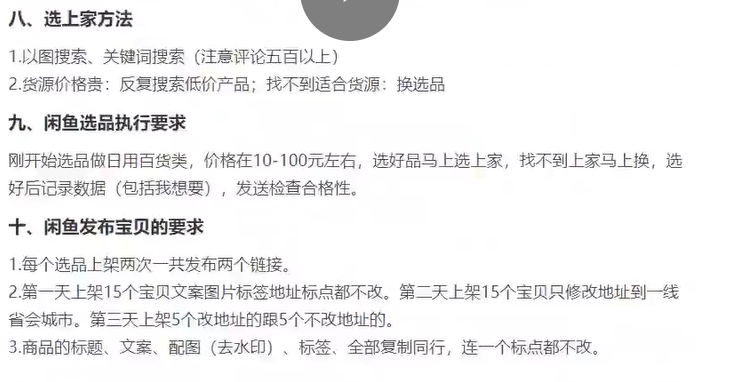 八、选上家方法
1.以图搜索、关键词搜索（注意评论五百以上）
2.货源价格贵：反复搜索低价产品；找不到适合货源：换选品
九、闲鱼选品执行要求
刚开始选品做日用百货类，价格在10-100元左右，选好品马上选上家，找不到上家马上换，选
好后记录数据（包括我想要），发送检查合格性。
十、闲鱼发布宝贝的要求
1.每个选品上架两次一共发布两个链接。
2.第一天上架15个宝贝文案图片标签地址标点都不改。第二天上架15个宝贝只修改地址到一线
省会城市。第三天上架5个改地址的跟5个不改地址的。
3.商品的标题、文案、配图（去水印）、标签、全部复制同行，连一个标点都不改。